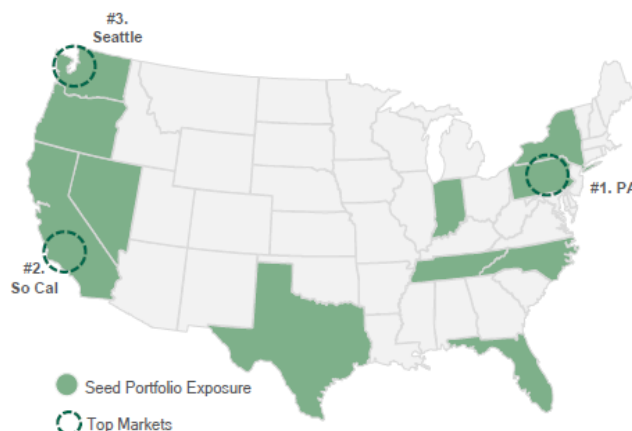 #3.
Seattle
#1. PA
#2.
So Cal
Seed Portfolio Exposure
Top Markets